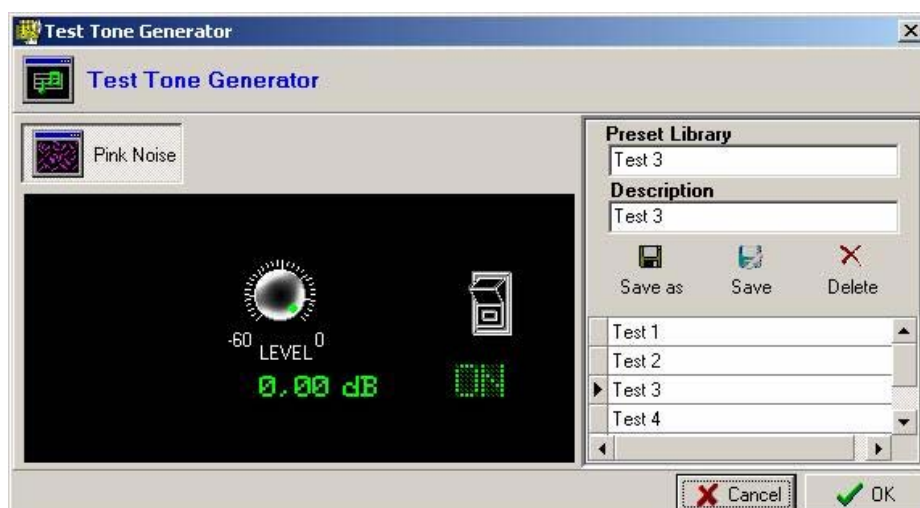 Test Tone Generator
Test Tone Generator
Pink Noise
-60 0
LEVEL
0.00 dB
ON
Preset Library
Test 3
Description
Test 3
Save as Save Delete
Test 1
Test 2
Test 3
Test 4
Cancel OK